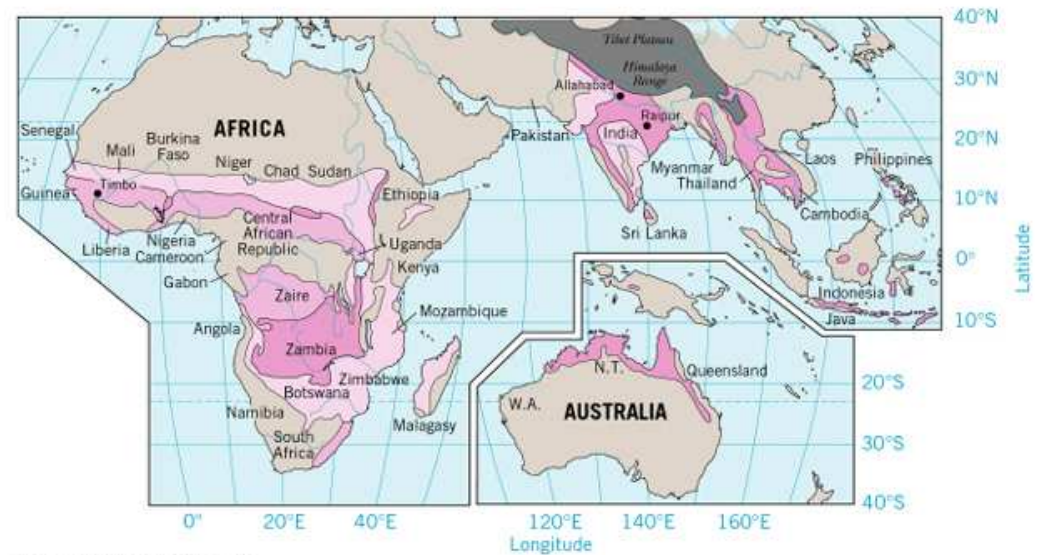 40°N
Tibet Plateau
Himalaya
Range
30°N
Allahabad
Raipur
Senegal
Burkina
Faso
AFRICA
Pakistan
India
20°N
Mali
Niger
Chad
Sudan
Myanmar
Laos
Philippines
Thailand
Guinea
Timbo
Ethiopia
10°N
Central
African
Republic
Cambodia
Sri Lanka
Liberia
Nigeria
Cameroon
Uganda
Kenya
0°
Latitude
Gabon
Zaire
Indonesia
Java
Mozambique
10°S
Angola
Zambia
N.T.
Queensland
Zimbabwe
Botswana
20°S
W.A.
AUSTRALIA
Namibia
Malagasy
South
Africa
30°S
40°S
0°
20°E
40°E
120°E
140°E
160°E
Longitude